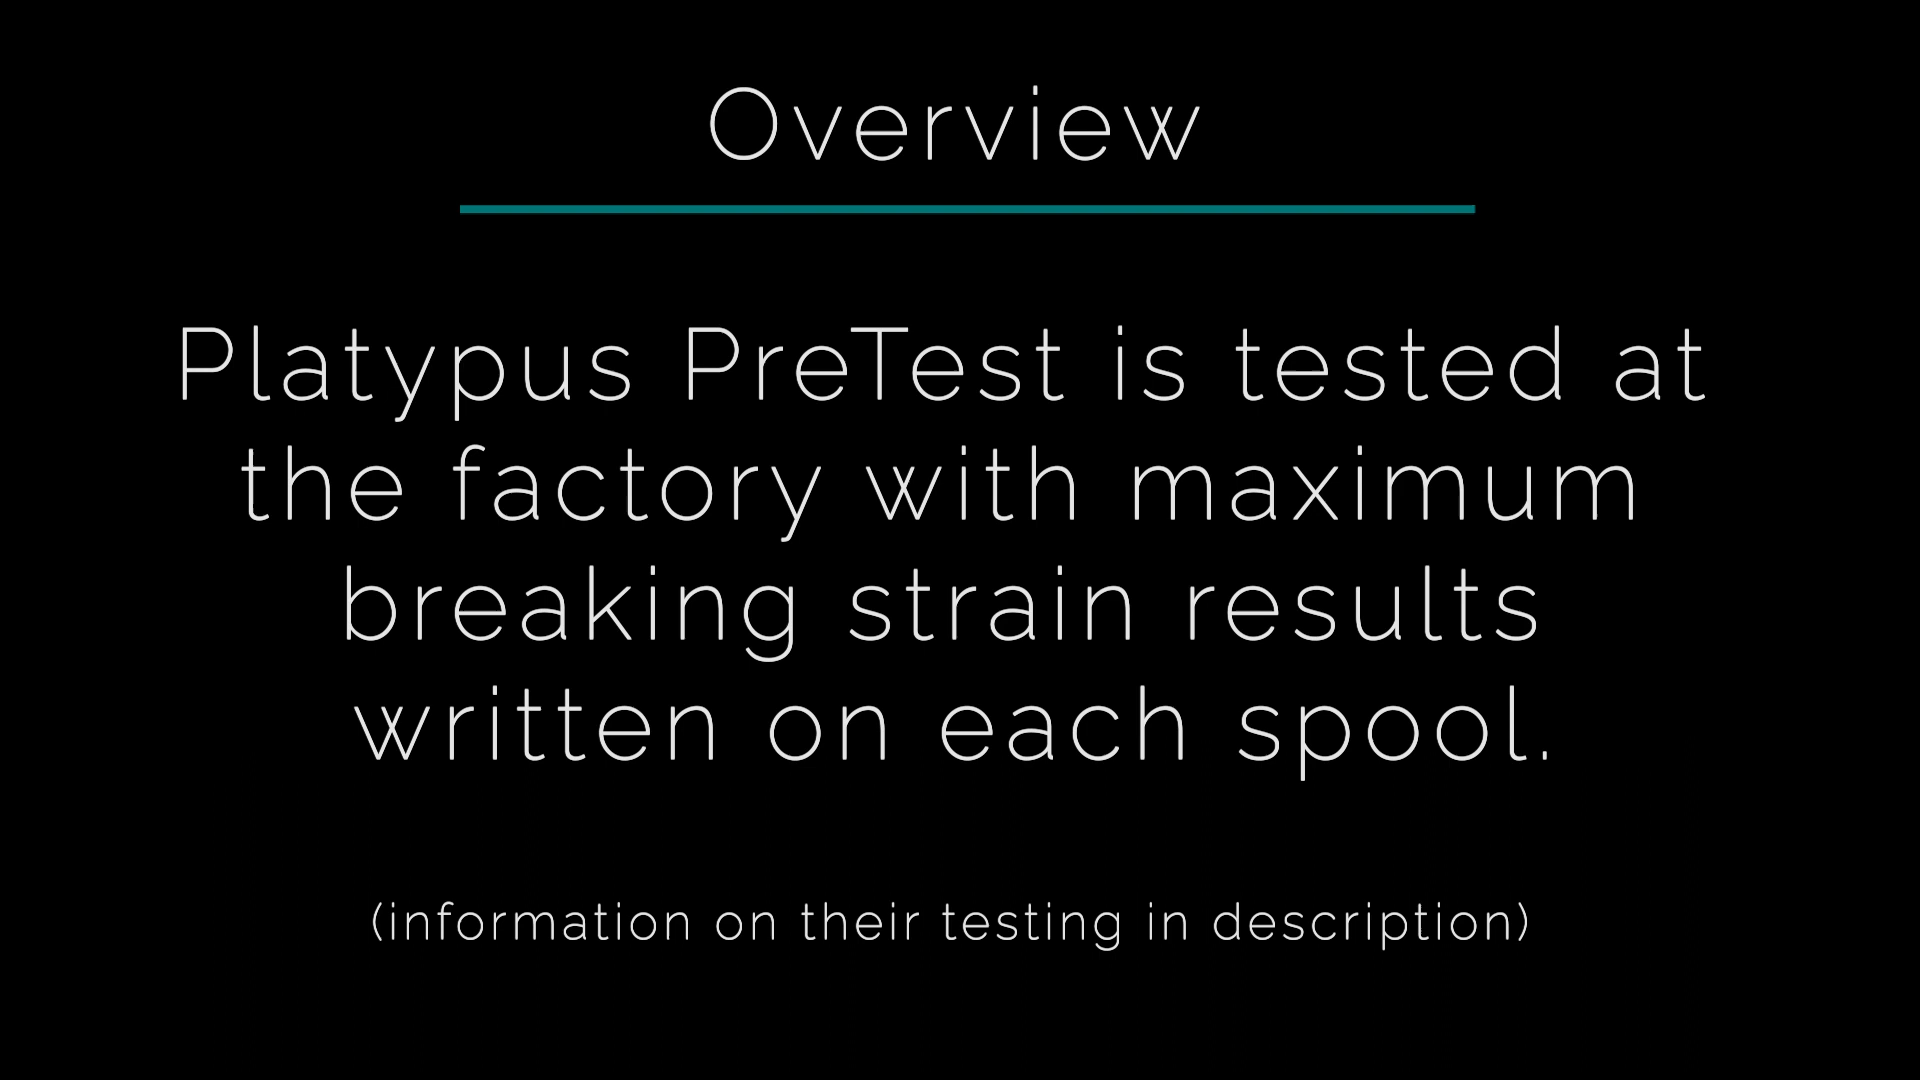 Overview
Platypus PreTest is tested at
the factory with maximum
breaking strain results
written on each spool.
(information on their testing in description)